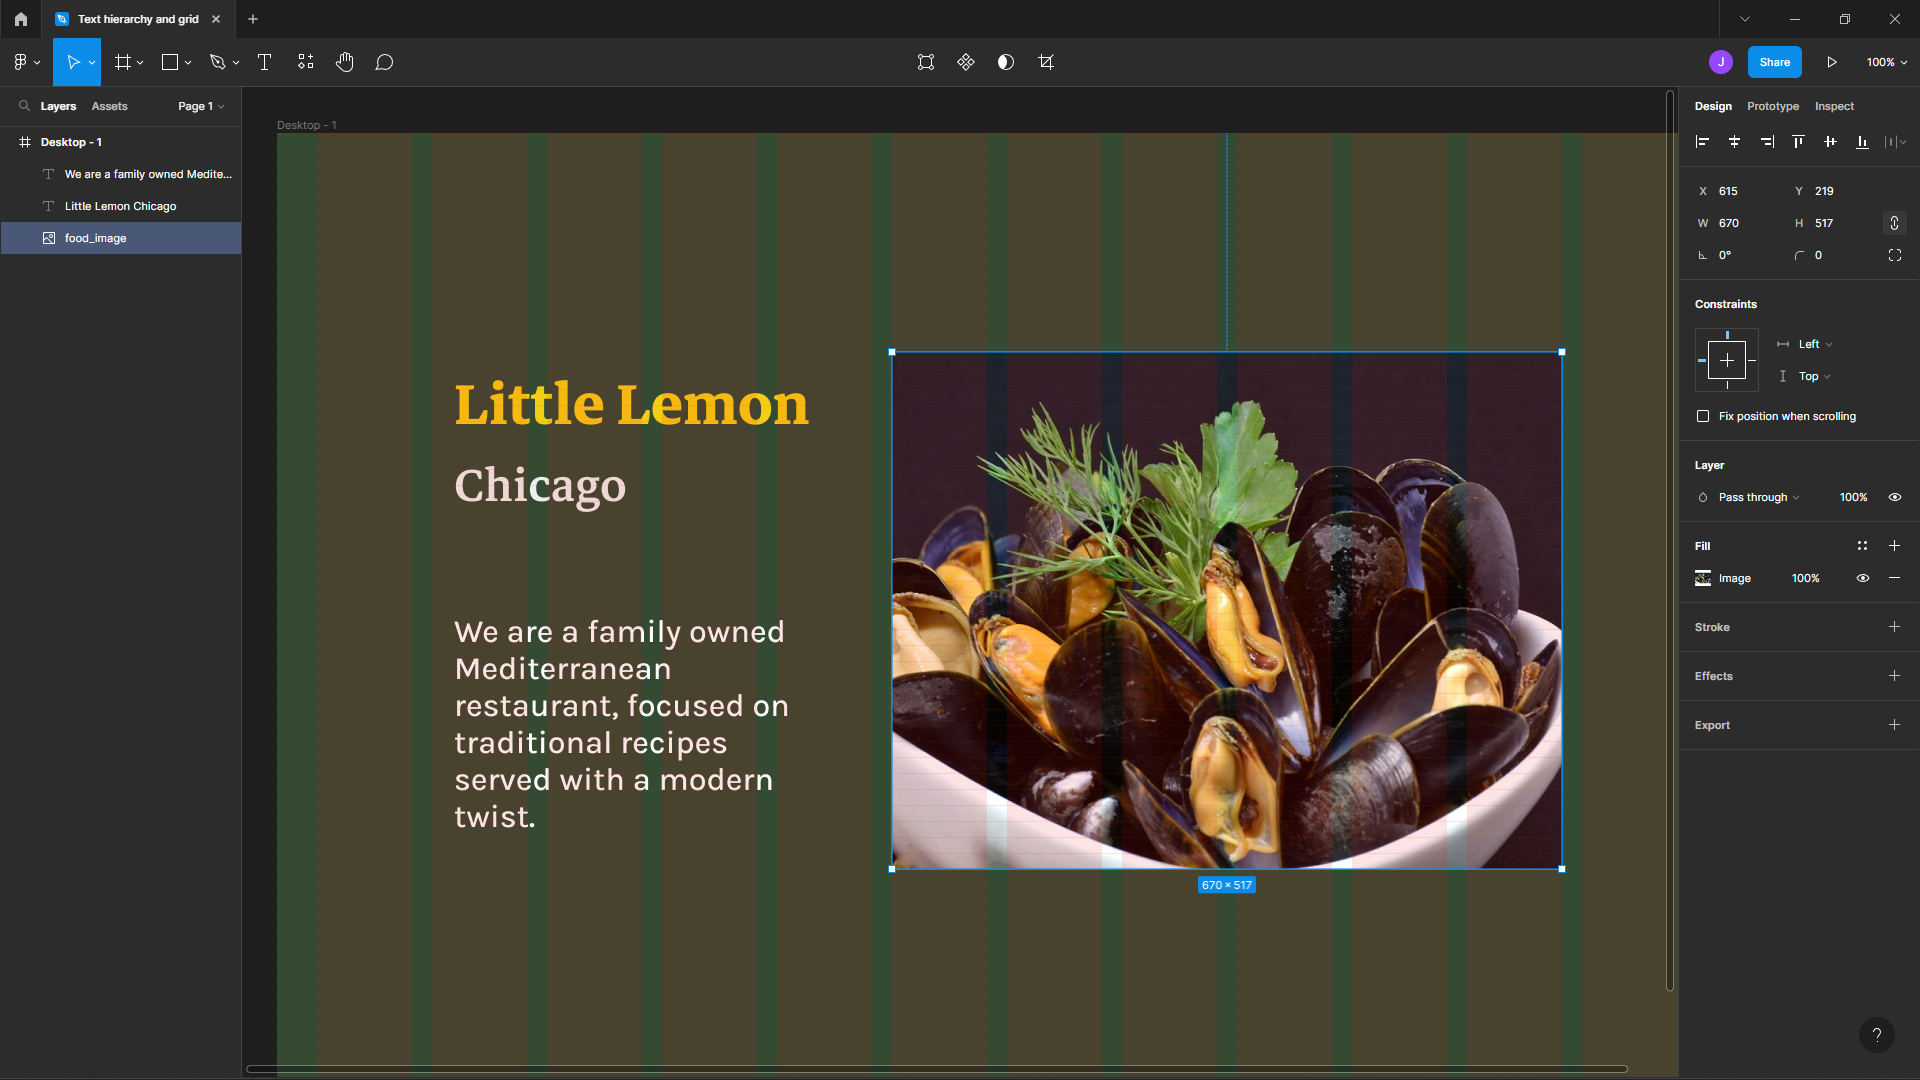 Text hierarchy and grid
J
Share
100%
Layers
Assets
Page 1
Design
Prototype
Inspect
Desktop - 1
Desktop - 1
We are a family owned Medite...
Little Lemon Chicago
food_image
X 615
Y 219
W 670
H 517
0°
0
Constraints
Left
Top
Fix position when scrolling
Layer
Pass through
100%
Fill
Image
100%
Stroke
Effects
Export
Little Lemon
Chicago
We are a family owned
Mediterranean
restaurant, focused on
traditional recipes
served with a modern
twist.
670 × 517
?